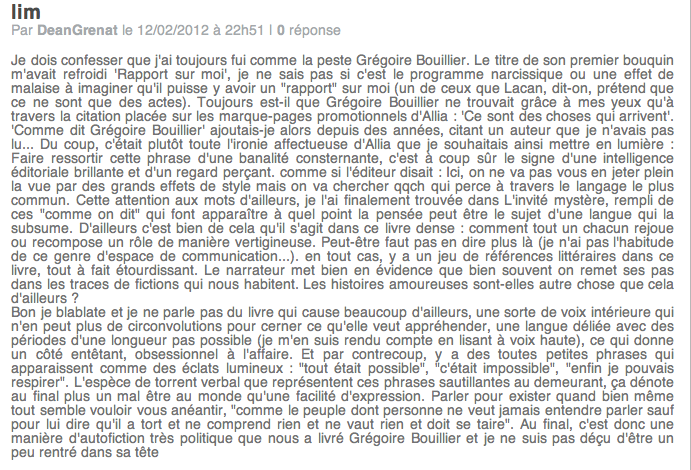 lim
Par DeanGrenat le 12/02/2012 à 22h51 | 0 réponse
Je dois confesser que j'ai toujours fui comme la peste Grégoire Bouillier. Le titre de son premier bouquin
m'avait refroidi 'Rapport sur moi', je ne sais pas si c'est le programme narcissique ou une effet de
malaise à imaginer qu'il puisse y avoir un "rapport" sur moi (un de ceux que Lacan, dit-on, prétend que
ce ne sont que des actes). Toujours est-il que Grégoire Bouillier ne trouvait grâce à mes yeux qu'à
travers la citation placée sur les marque-pages promotionnels d'Allia : 'Ce sont des choses qui arrivent'.
'Comme dit Grégoire Bouillier' ajoutais-je alors depuis des années, citant un auteur que je n'avais pas
lu... Du coup, c'était plutôt toute l'ironie affectueuse d'Allia que je souhaitais ainsi mettre en lumière :
Faire ressortir cette phrase d'une banalité consternante, c'est à coup sûr le signe d'une intelligence
éditoriale brillante et d'un regard perçant. comme si l'éditeur disait : Ici, on ne va pas vous en jeter plein
la vue par des grands effets de style mais on va chercher qqch qui perce à travers le langage le plus
commun. Cette attention aux mots d'ailleurs, je l'ai finalement trouvée dans L'invité mystère, rempli de
ces "comme on dit" qui font apparaître à quel point la pensée peut être le sujet d'une langue qui la
subsume. D'ailleurs c'est bien de cela qu'il s'agit dans ce livre dense : comment tout un chacun rejoue
ou recompose un rôle de manière vertigineuse. Peut-être faut pas en dire plus là (je n'ai pas l'habitude
de ce genre d'espace de communication...). en tout cas, y a un jeu de références littéraires dans ce
livre, tout à fait étourdissant. Le narrateur met bien en évidence que bien souvent on remet ses pas
dans les traces de fictions qui nous habitent. Les histoires amoureuses sont-elles autre chose que cela
d'ailleurs ?
Bon je blablate et je ne parle pas du livre qui cause beaucoup d'ailleurs, une sorte de voix intérieure qui
n'en peut plus de circonvolutions pour cerner ce qu'elle veut appréhender, une langue déliée avec des
périodes d'une longueur pas possible (je m'en suis rendu compte en lisant à voix haute), ce qui donne
un côté entêtant, obsessionnel à l'affaire. Et par contrecoup, y a des toutes petites phrases qui
apparaissent comme des éclats lumineux : "tout était possible", "c'était impossible", "enfin je pouvais
respirer". L'espèce de torrent verbal que représentent ces phrases sautillantes au demeurant, ça dénote
au final plus un mal être au monde qu'une facilité d'expression. Parler pour exister quand bien même
tout semble vouloir vous anéantir, "comme le peuple dont personne ne veut jamais entendre parler sauf
pour lui dire qu'il a tort et ne comprend rien et ne vaut rien et doit se taire". Au final, c'est donc une
manière d'autofiction très politique que nous a livré Grégoire Bouillier et je ne suis pas déçu d'être un
peu rentré dans sa tête